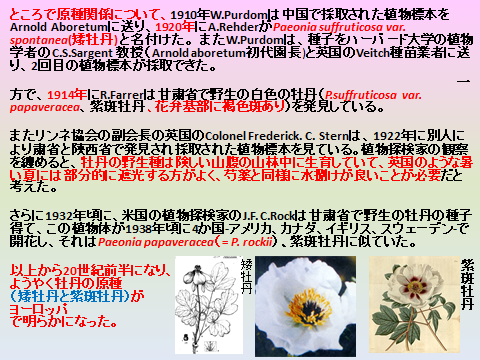 ところで原種関係について、1910年W.Purdomは中国で採取された植物標本を
Arnold Aboretumに送り、1920年にA.RehderがPaeonia suffruticosa var.
spontanea(矮牡丹)と名付けた。またW.Purdomは、種子をハーバード大学の植物
学者のC.S.Sargent 教授（Arnold aboretum初代園長)と英国のVeitch種苗業者に送
り、2回目の植物標本が採取できた。
一
方で、1914年にR.Farrerは甘粛省で野生の白色の牡丹（P.suffruticosa var.
papaveracea、紫斑牡丹、花弁基部に褐色斑あり）を発見している。
またリンネ協会の副会長の英国のColonel Frederick. C. Sternは、1922年に別人に
より粛省と陕西省で発見され採取された植物標本を見ている。植物探検家の観察
を纏めると、牡丹の野生種は険しい山腹の山林中に生育していて、英国のような暑
い夏には部分的に遮光する方がよく、芍薬と同様に水捌けが良いことが必要だと
考えた。
さらに1932年頃に、米国の植物探検家のJ.F. C.Rockは甘粛省で野生の牡丹の種子
得て、この植物体が1938年頃に4か国-アメリカ、カナダ、イギリス、スウェーデン-で
開花し、それはPaeonia papaveracea（= P. rockii）、紫斑牡丹に似ていた。
以上から20世紀前半になり、
ようやく牡丹の原種
（矮牡丹と紫斑牡丹）が
ヨーロッパ
で明らかになった。
矮牡丹
紫斑牡丹